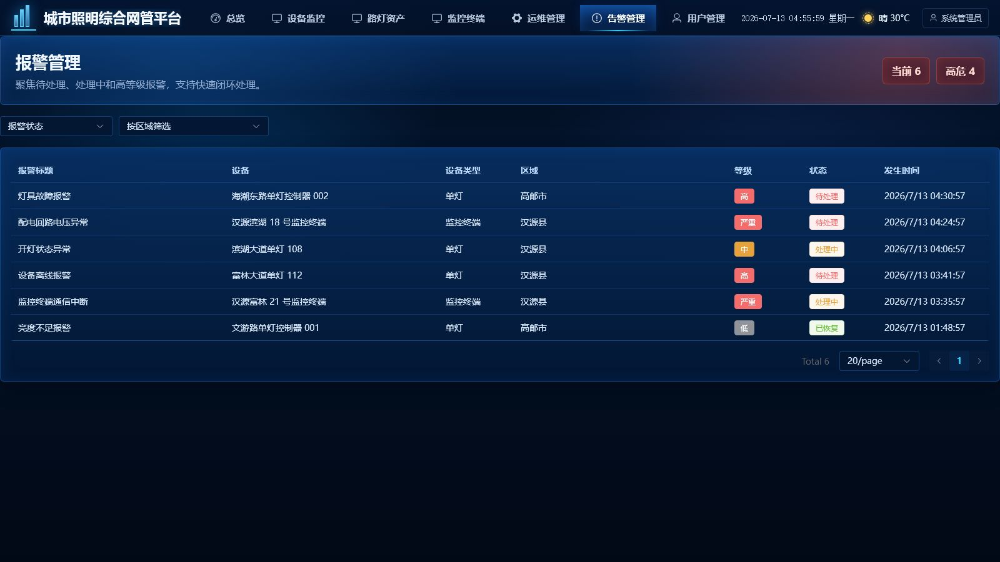 城市照明综合网管平台 总览 设备监控 路灯资产 监控终端 运维管理 告警管理 用户管理 2026-07-13 04:55:59 星期一 晴 30°C 系统管理员
报警管理
聚焦待处理、处理中和高等级报警，支持快速闭环处理。
当前 6 高危 4
报警状态 按区域筛选
报警标题 设备 设备类型 区域 等级 状态 发生时间
灯具故障报警 海潮东路单灯控制器 002 单灯 高邮市 高 待处理 2026/7/13 04:30:57
配电回路电压异常 汉源滨湖 18 号监控终端 监控终端 汉源县 严重 待处理 2026/7/13 04:24:57
开灯状态异常 滨湖大道单灯 108 单灯 汉源县 中 处理中 2026/7/13 04:06:57
设备离线报警 富林大道单灯 112 单灯 汉源县 高 待处理 2026/7/13 03:41:57
监控终端通信中断 汉源富林 21 号监控终端 监控终端 汉源县 严重 处理中 2026/7/13 03:35:57
亮度不足报警 文游路单灯控制器 001 单灯 高邮市 低 已恢复 2026/7/13 01:48:57
Total 6 20/page 1